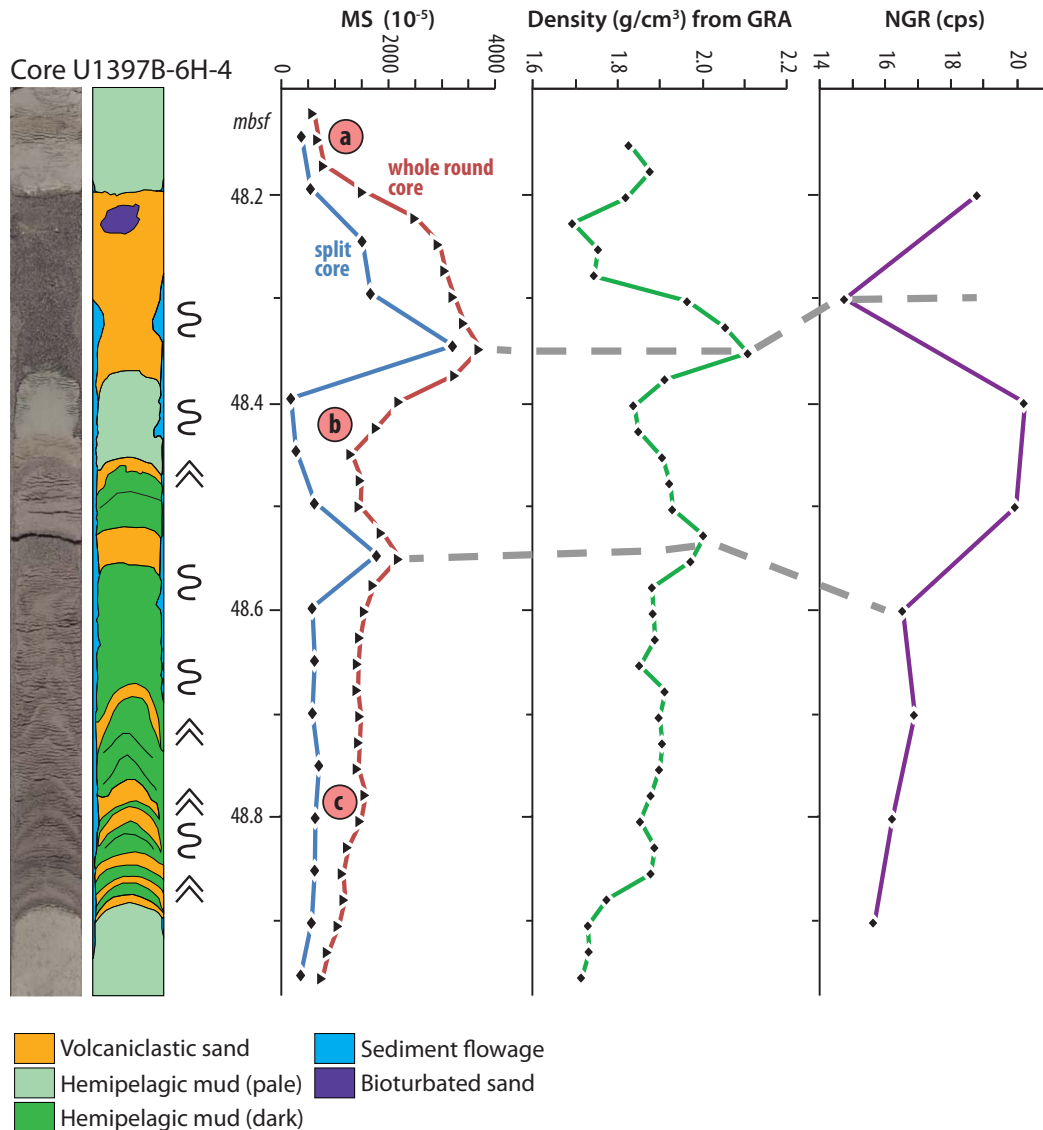 MS (10⁻⁵)
Density (g/cm³) from GRA
NGR (cps)
Core U1397B-6H-4
0
2000
4000
1.6
1.8
2.0
2.2
14
16
18
20
mbsf
a
whole round
core
48.2
split
core
48.4
b
48.6
c
48.8
Volcaniclastic sand
Sediment flowage
Hemipelagic mud (pale)
Bioturbated sand
Hemipelagic mud (dark)